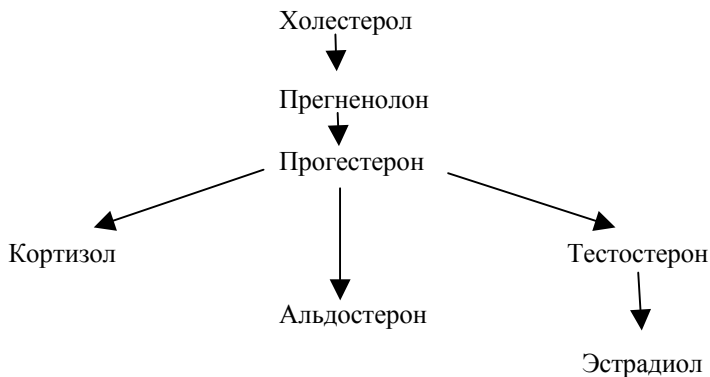 Холестерол
Прегненолон
Прогестерон
Кортизол
Тестостерон
Альдостерон
Эстрадиол